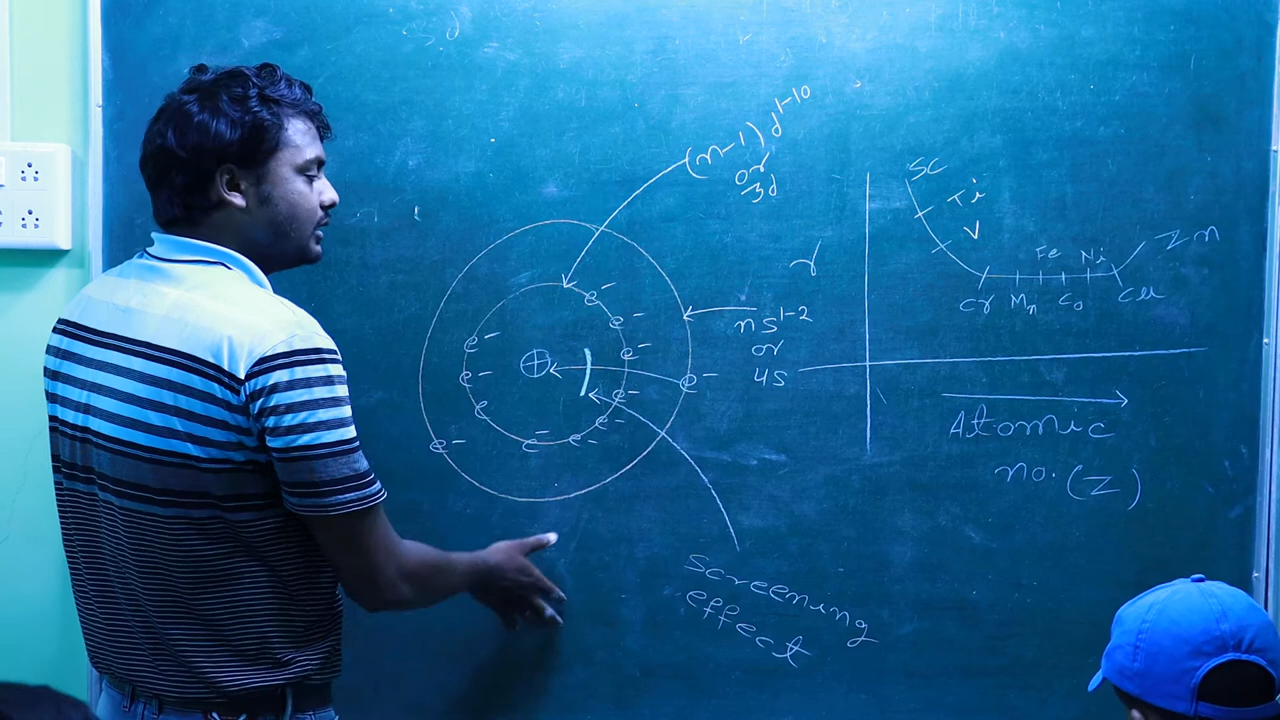 3d
(n-1) d1-10
or
3d
e-
e-
e-
e-
e-
e-
e-
e
e-
e-
e-
e-
+
r
ns1-2
or
4s
Screening
effect
Sc
Ti
V
Cr
Mn
Fe
Co
Ni
Cu
Zn
Atomic
no. (Z)